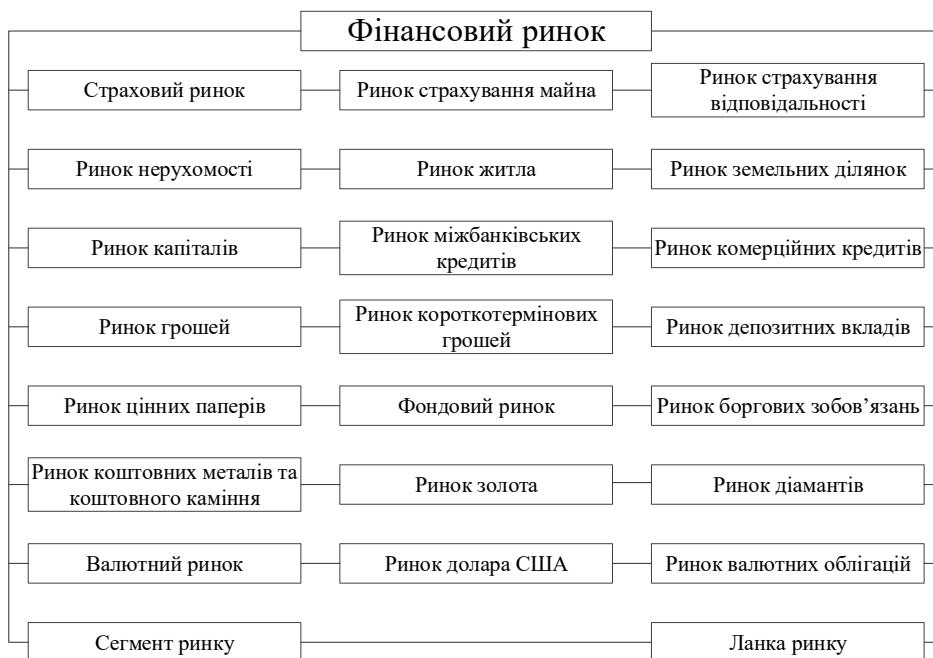 Фінансовий ринок
Страховий ринок
Ринок страхування майна
Ринок страхування
відповідальності
Ринок нерухомості
Ринок житла
Ринок земельних ділянок
Ринок капіталів
Ринок міжбанківських
кредитів
Ринок комерційних кредитів
Ринок грошей
Ринок короткотермінових
грошей
Ринок депозитних вкладів
Ринок цінних паперів
Фондовий ринок
Ринок боргових зобов’язань
Ринок коштовних металів та
коштовного каміння
Ринок золота
Ринок діамантів
Валютний ринок
Ринок долара США
Ринок валютних облігацій
Сегмент ринку
Ланка ринку